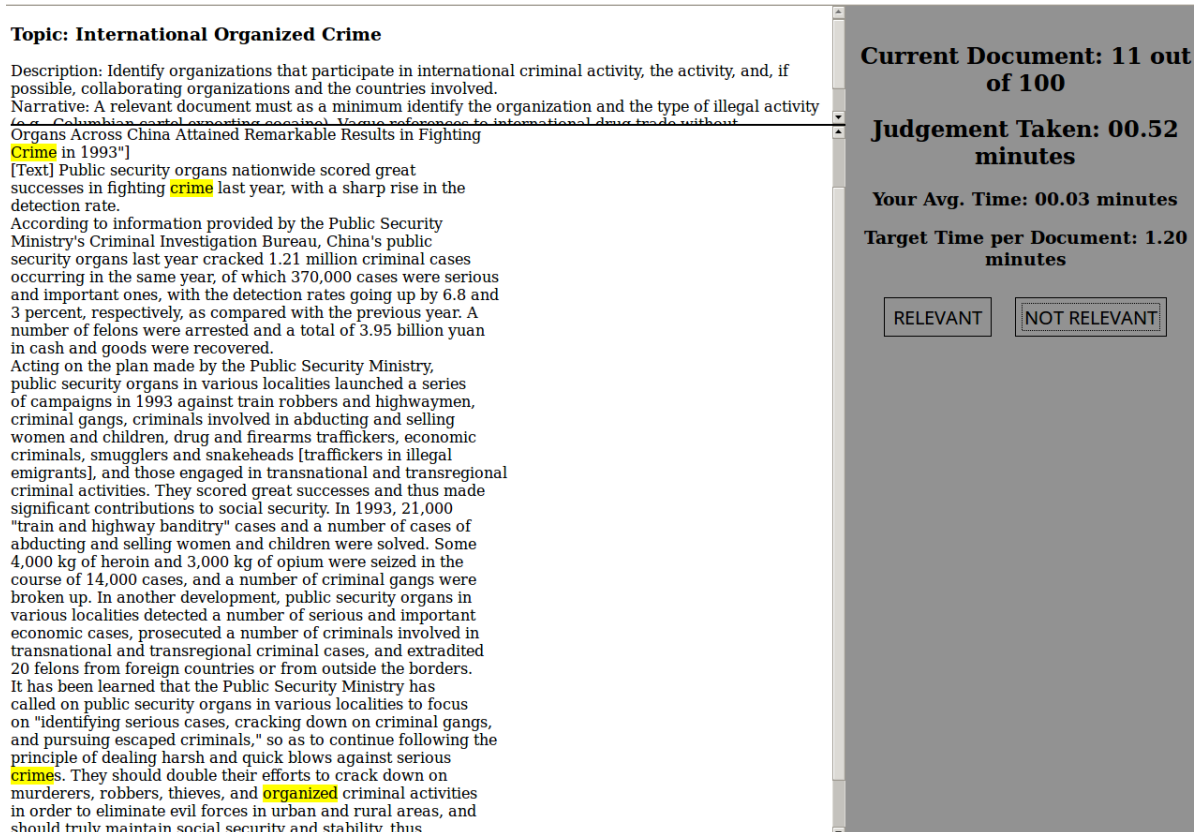 Topic: International Organized Crime
Description: Identify organizations that participate in international criminal activity, the activity, and, if
possible, collaborating organizations and the countries involved.
Narrative: A relevant document must as a minimum identify the organization and the type of illegal activity
(e.g., Columbian cartel exporting cocaine). Vague references to international drug trade without
Organs Across China Attained Remarkable Results in Fighting
Crime in 1993"]
[Text] Public security organs nationwide scored great
successes in fighting crime last year, with a sharp rise in the
detection rate.
According to information provided by the Public Security
Ministry's Criminal Investigation Bureau, China's public
security organs last year cracked 1.21 million criminal cases
occurring in the same year, of which 370,000 cases were serious
and important ones, with the detection rates going up by 6.8 and
3 percent, respectively, as compared with the previous year. A
number of felons were arrested and a total of 3.95 billion yuan
in cash and goods were recovered.
Acting on the plan made by the Public Security Ministry,
public security organs in various localities launched a series
of campaigns in 1993 against train robbers and highwaymen,
criminal gangs, criminals involved in abducting and selling
women and children, drug and firearms traffickers, economic
criminals, smugglers and snakeheads [traffickers in illegal
emigrants], and those engaged in transnational and transregional
criminal activities. They scored great successes and thus made
significant contributions to social security. In 1993, 21,000
"train and highway banditry" cases and a number of cases of
abducting and selling women and children were solved. Some
4,000 kg of heroin and 3,000 kg of opium were seized in the
course of 14,000 cases, and a number of criminal gangs were
broken up. In another development, public security organs in
various localities detected a number of serious and important
economic cases, prosecuted a number of criminals involved in
transnational and transregional criminal cases, and extradited
20 felons from foreign countries or from outside the borders.
It has been learned that the Public Security Ministry has
called on public security organs in various localities to focus
on "identifying serious cases, cracking down on criminal gangs,
and pursuing escaped criminals," so as to continue following the
principle of dealing harsh and quick blows against serious
crimes. They should double their efforts to crack down on
murderers, robbers, thieves, and organized criminal activities
in order to eliminate evil forces in urban and rural areas, and
should truly maintain social security and stability, thus
Current Document: 11 out
of 100
Judgement Taken: 00.52
minutes
Your Avg. Time: 00.03 minutes
Target Time per Document: 1.20
minutes
RELEVANT
NOT RELEVANT